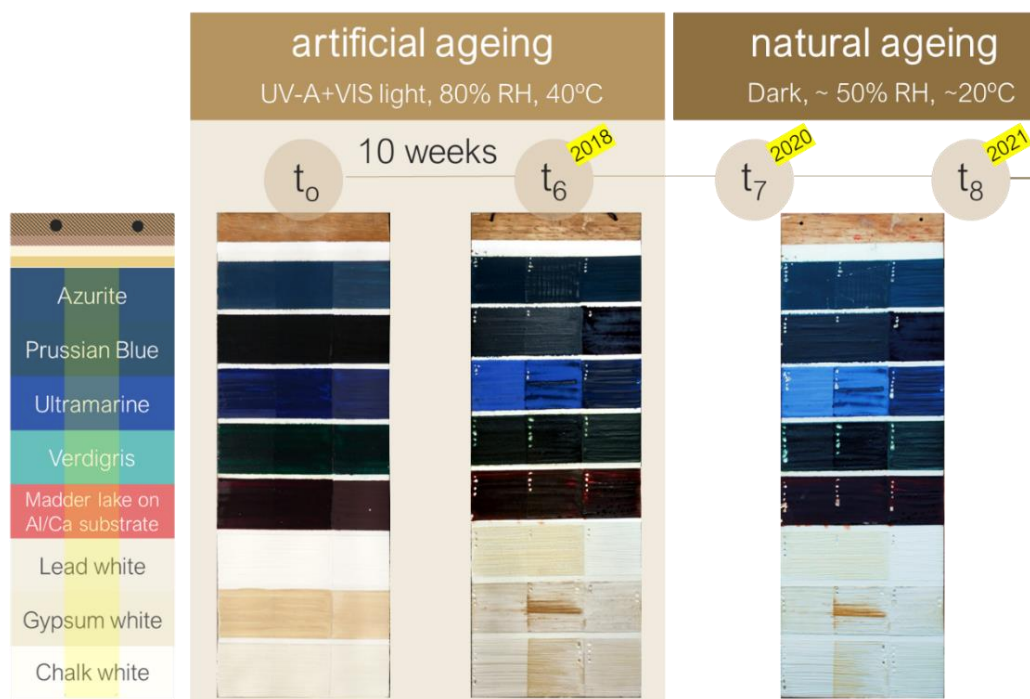 artificial ageing
UV-A+VIS light, 80% RH, 40ºC
natural ageing
Dark, ~ 50% RH, ~20ºC
10 weeks
to
t6
2018
t7
2020
t8
2021
Azurite
Prussian Blue
Ultramarine
Verdigris
Madder lake on
Al/Ca substrate
Lead white
Gypsum white
Chalk white